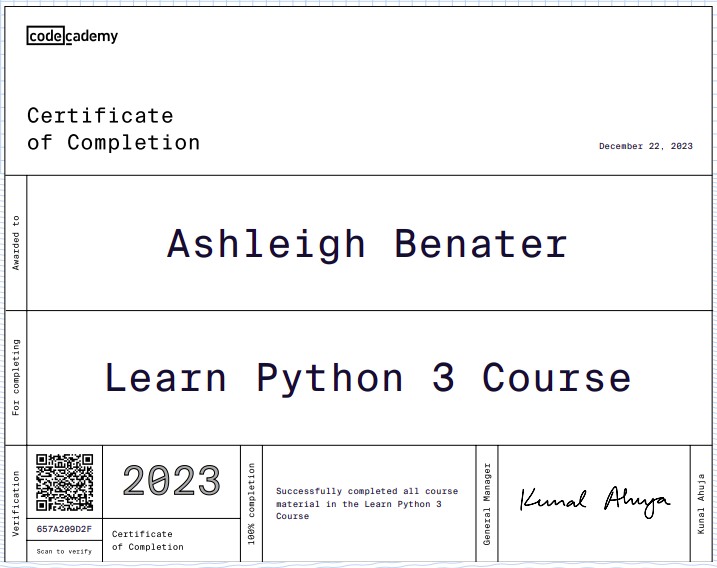 codecademy
Certificate
of Completion
December 22, 2023
Awarded to
Ashleigh Benater
For completing
Learn Python 3 Course
Verification
657A209D2F
Scan to verify
2023
Certificate
of Completion
100% completion
Successfully completed all course
material in the Learn Python 3
Course
General Manager
Kunal Ahuja
Kunal Ahuja